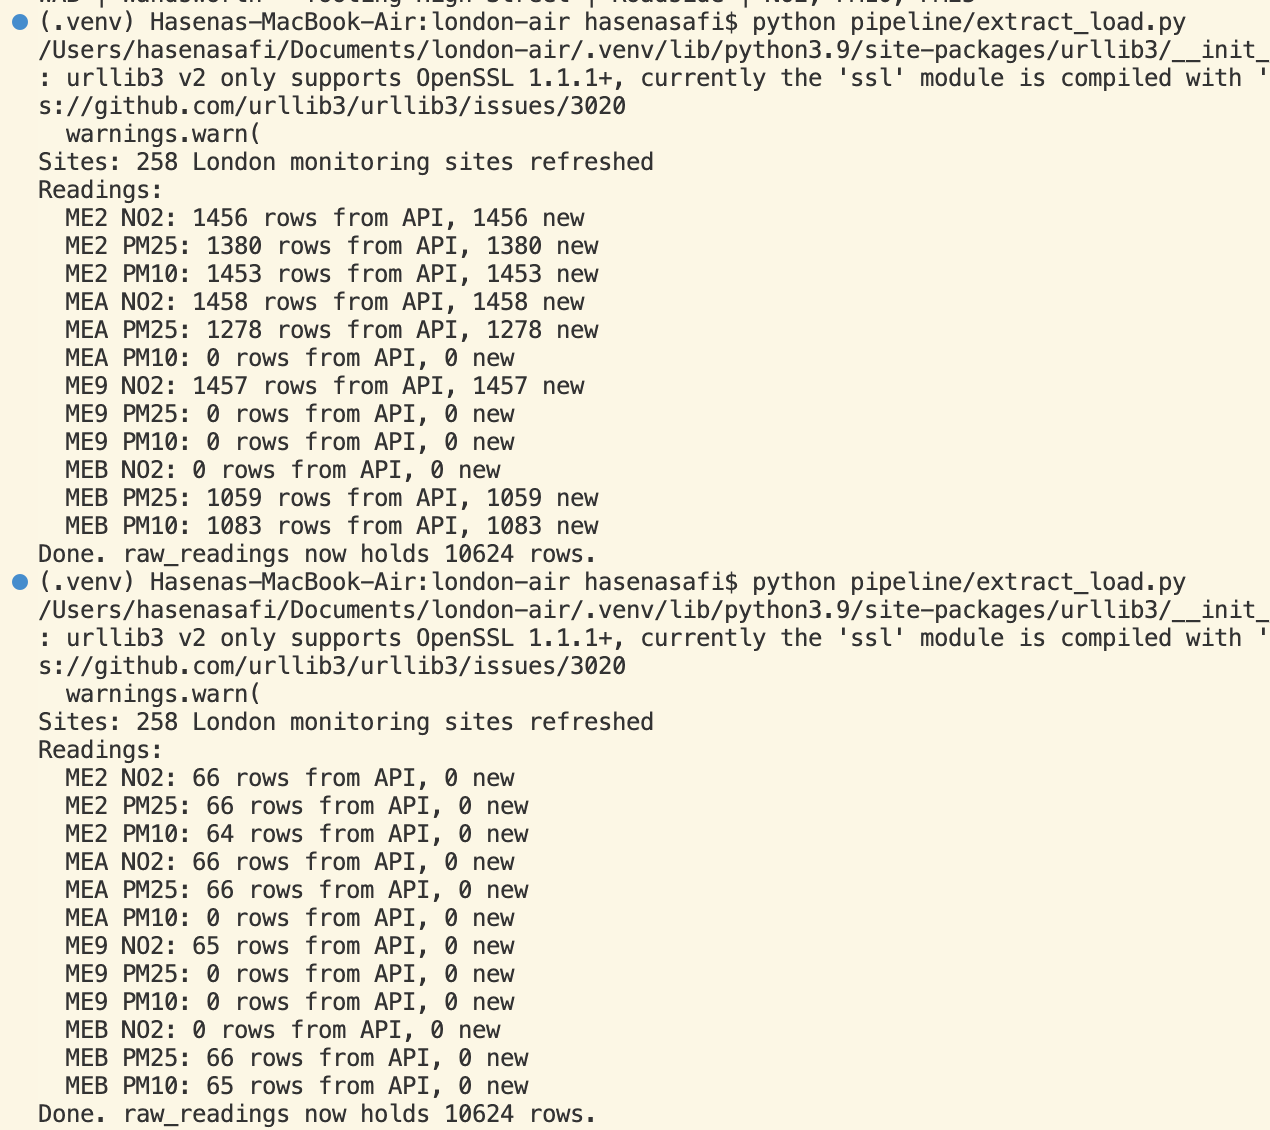 (.venv) Hasenas-MacBook-Air:london-air hasenasafi$ python pipeline/extract_load.py
/Users/hasenasafi/Documents/london-air/.venv/lib/python3.9/site-packages/urllib3/__init_
: urllib3 v2 only supports OpenSSL 1.1.1+, currently the 'ssl' module is compiled with '
s://github.com/urllib3/urllib3/issues/3020
  warnings.warn(
Sites: 258 London monitoring sites refreshed
Readings:
  ME2 NO2: 1456 rows from API, 1456 new
  ME2 PM25: 1380 rows from API, 1380 new
  ME2 PM10: 1453 rows from API, 1453 new
  MEA NO2: 1458 rows from API, 1458 new
  MEA PM25: 1278 rows from API, 1278 new
  MEA PM10: 0 rows from API, 0 new
  ME9 NO2: 1457 rows from API, 1457 new
  ME9 PM25: 0 rows from API, 0 new
  ME9 PM10: 0 rows from API, 0 new
  MEB NO2: 0 rows from API, 0 new
  MEB PM25: 1059 rows from API, 1059 new
  MEB PM10: 1083 rows from API, 1083 new
Done. raw_readings now holds 10624 rows.
(.venv) Hasenas-MacBook-Air:london-air hasenasafi$ python pipeline/extract_load.py
/Users/hasenasafi/Documents/london-air/.venv/lib/python3.9/site-packages/urllib3/__init_
: urllib3 v2 only supports OpenSSL 1.1.1+, currently the 'ssl' module is compiled with '
s://github.com/urllib3/urllib3/issues/3020
  warnings.warn(
Sites: 258 London monitoring sites refreshed
Readings:
  ME2 NO2: 66 rows from API, 0 new
  ME2 PM25: 66 rows from API, 0 new
  ME2 PM10: 64 rows from API, 0 new
  MEA NO2: 66 rows from API, 0 new
  MEA PM25: 66 rows from API, 0 new
  MEA PM10: 0 rows from API, 0 new
  ME9 NO2: 65 rows from API, 0 new
  ME9 PM25: 0 rows from API, 0 new
  ME9 PM10: 0 rows from API, 0 new
  MEB NO2: 0 rows from API, 0 new
  MEB PM25: 66 rows from API, 0 new
  MEB PM10: 65 rows from API, 0 new
Done. raw_readings now holds 10624 rows.